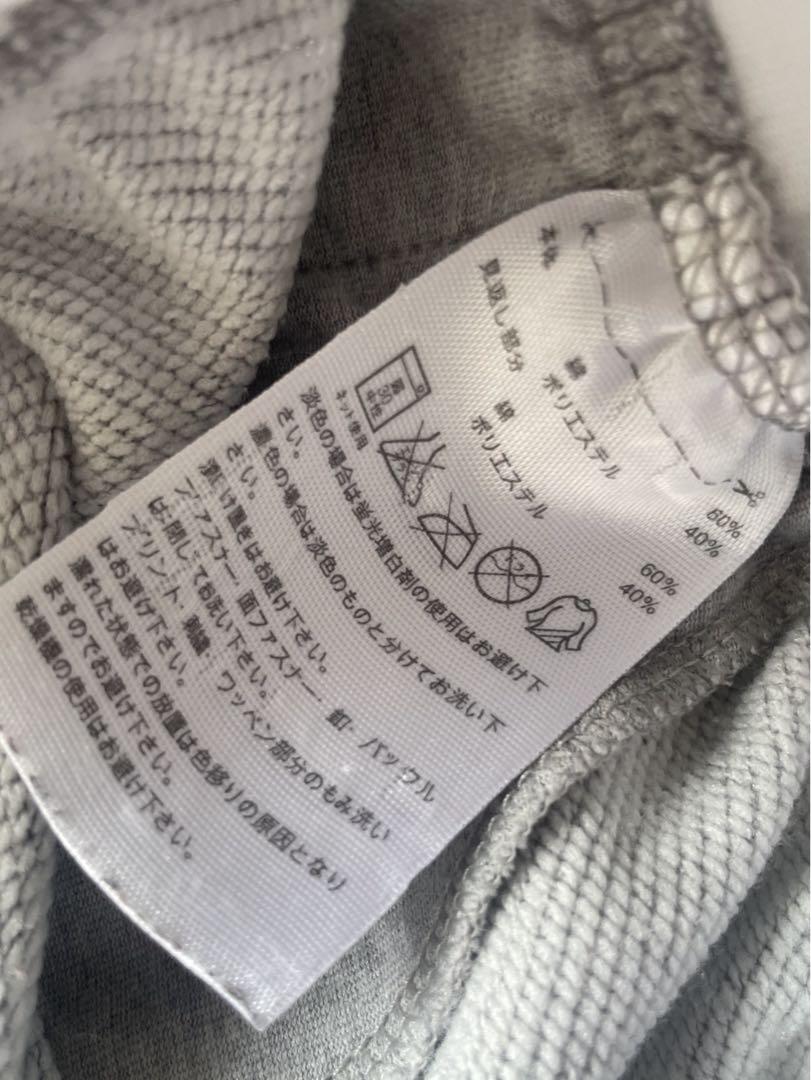 本体 綿 60%
ポリエステル 40%
見返し部分 綿 60%
ポリエステル 40%
中性
ネット使用
淡色の場合は蛍光増白剤の使用はお避け下
さい。
濃色の場合は淡色のものと分けてお洗い下
さい。
漬け置きはお避け下さい。
ファスナー・面ファスナー・釦・バックル
は閉じてお洗い下さい。
プリント・刺繍・ワッペン部分のもみ洗い
はお避け下さい。
濡れた状態での放置は色移りの原因となり
ますのでお避け下さい。
乾燥機の使用はお避け下さい。